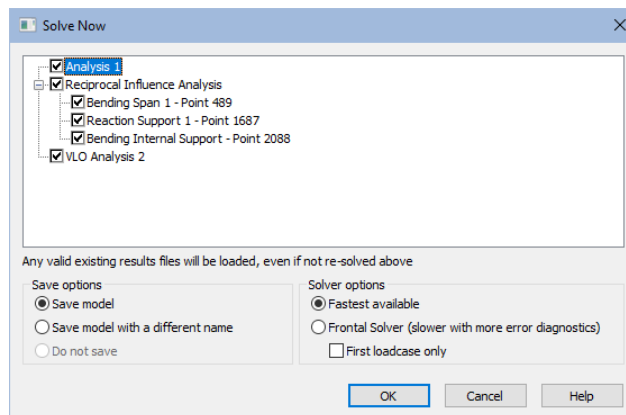 Solve Now
Analysis 1
Reciprocal Influence Analysis
Bending Span 1 - Point 489
Reaction Support 1 - Point 1687
Bending Internal Support - Point 2088
VLO Analysis 2
Any valid existing results files will be loaded, even if not re-solved above
Save options
Save model
Save model with a different name
Do not save
Solver options
Fastest available
Frontal Solver (slower with more error diagnostics)
First loadcase only
OK
Cancel
Help